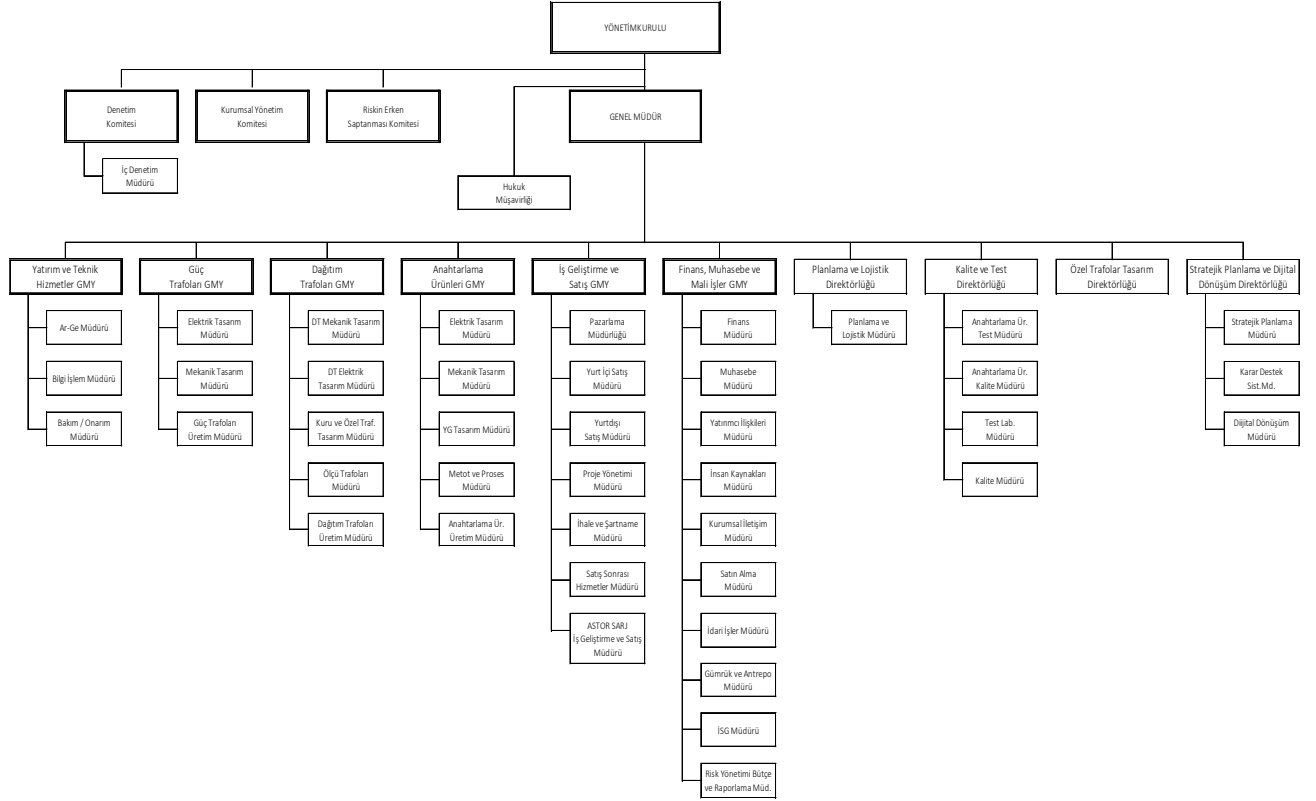 YÖNETİMKURULU
Denetim
Komitesi
Kurumsal Yönetim
Komitesi
Riskin Erken
Saptanması Komitesi
GENEL MÜDÜR
İç Denetim
Müdürü
Hukuk
Müşavirliği
Yatırım ve Teknik
Hizmetler GMY
Ar-Ge Müdürü
Bilgi İşlem Müdürü
Bakım / Onarım
Müdürü
Güç
Trafoları GMY
Elektrik Tasarım
Müdürü
Mekanik Tasarım
Müdürü
Güç Trafoları
Üretim Müdürü
Dağıtım
Trafoları GMY
DT Mekanik Tasarım
Müdürü
DT Elektrik
Tasarım Müdürü
Kuru ve Özel Traf.
Tasarım Müdürü
Ölçü Trafoları
Müdürü
Dağıtım Trafoları
Üretim Müdürü
Anahtarlama
Ürünleri GMY
Elektrik Tasarım
Müdürü
Mekanik Tasarım
Müdürü
YG Tasarım Müdürü
Metot ve Proses
Müdürü
Anahtarlama Ür.
Üretim Müdürü
İş Geliştirme ve
Satış GMY
Pazarlama
Müdürlüğü
Yurt İçi Satış
Müdürü
Yurtdışı
Satış Müdürü
Proje Yönetimi
Müdürü
İhale ve Şartname
Müdürü
Satış Sonrası
Hizmetler Müdürü
ASTOR SARJ
İş Geliştirme ve Satış
Müdürü
Finans, Muhasebe ve
Mali İşler GMY
Finans
Müdürü
Muhasebe
Müdürü
Yatırımcı İlişkileri
Müdürü
İnsan Kaynakları
Müdürü
Kurumsal İletişim
Müdürü
Satın Alma
Müdürü
İdari İşler Müdürü
Gümrük ve Antrepo
Müdürü
İSG Müdürü
Risk Yönetimi Bütçe
ve Raporlama Müd.
Planlama ve Lojistik
Direktörlüğü
Planlama ve
Lojistik Müdürü
Kalite ve Test
Direktörlüğü
Anahtarlama Ür.
Test Müdürü
Anahtarlama Ür.
Kalite Müdürü
Test Lab.
Müdürü
Kalite Müdürü
Özel Trafolar Tasarım
Direktörlüğü
Stratejik Planlama ve Dijital
Dönüşüm Direktörlüğü
Stratejik Planlama
Müdürü
Karar Destek
Sist.Md.
Diijital Dönüşüm
Müdürü